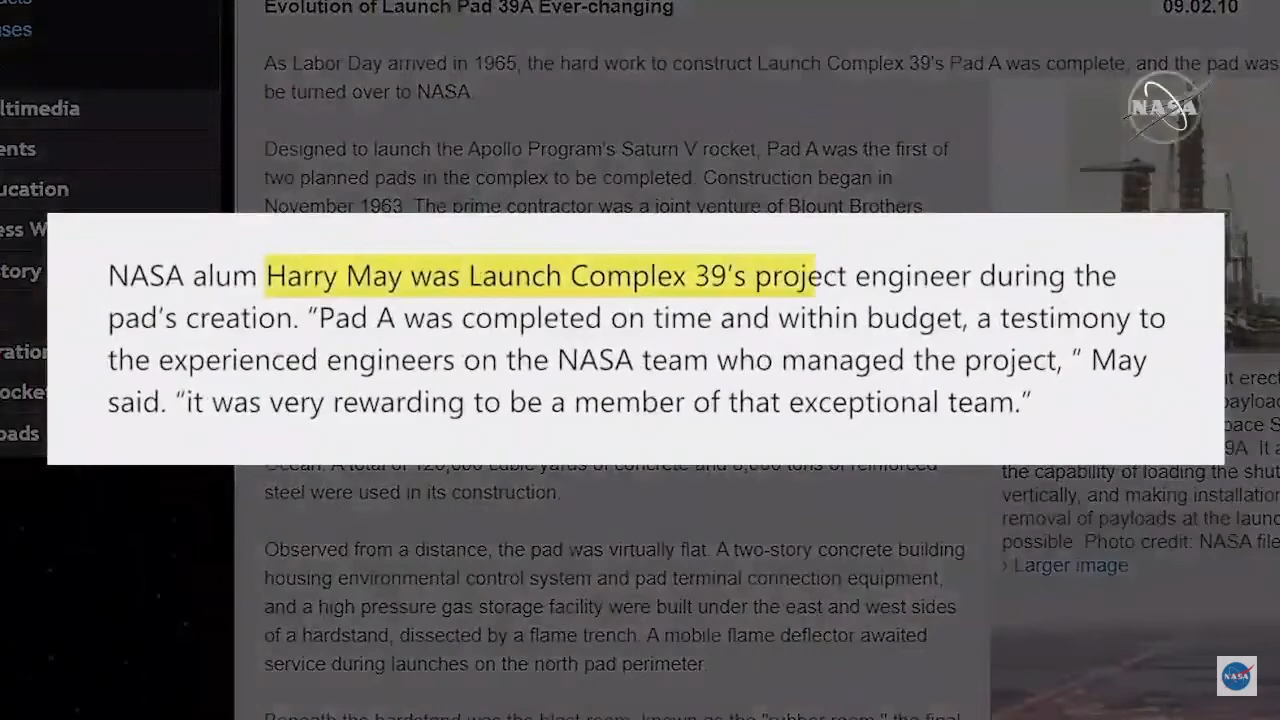 Evolution of Launch Pad 39A Ever-changing 09.02.10
As Labor Day arrived in 1965, the hard work to construct Launch Complex 39's Pad A was complete, and the pad was
be turned over to NASA.
NASA
Designed to launch the Apollo Program's Saturn V rocket, Pad A was the first of
two planned pads in the complex to be completed. Construction began in
November 1963. The prime contractor was a joint venture of Blount Brothers
ltimedia
ents
ucation
ess W
story
ration
ocke
oads
NASA alum Harry May was Launch Complex 39's project engineer during the
pad's creation. “Pad A was completed on time and within budget, a testimony to
the experienced engineers on the NASA team who managed the project, ” May
said. “it was very rewarding to be a member of that exceptional team.”
steel were used in its construction.
Observed from a distance, the pad was virtually flat. A two-story concrete building
housing environmental control system and pad terminal connection equipment,
and a high pressure gas storage facility were built under the east and west sides
of a hardstand, dissected by a flame trench. A mobile flame deflector awaited
service during launches on the north pad perimeter.
the capability of loading the shut
vertically, and making installation
removal of payloads at the launc
possible. Photo credit: NASA file
› Larger image
NASA